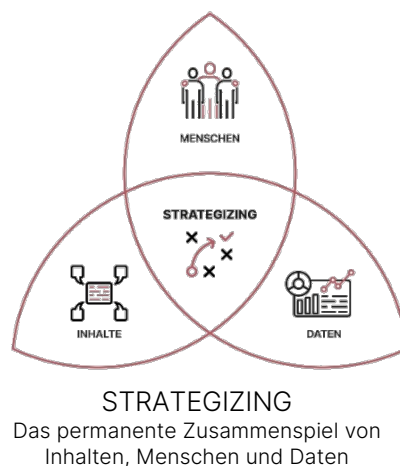 MENSCHEN
STRATEGIZING
INHALTE
DATEN
STRATEGIZING
Das permanente Zusammenspiel von
Inhalten, Menschen und Daten